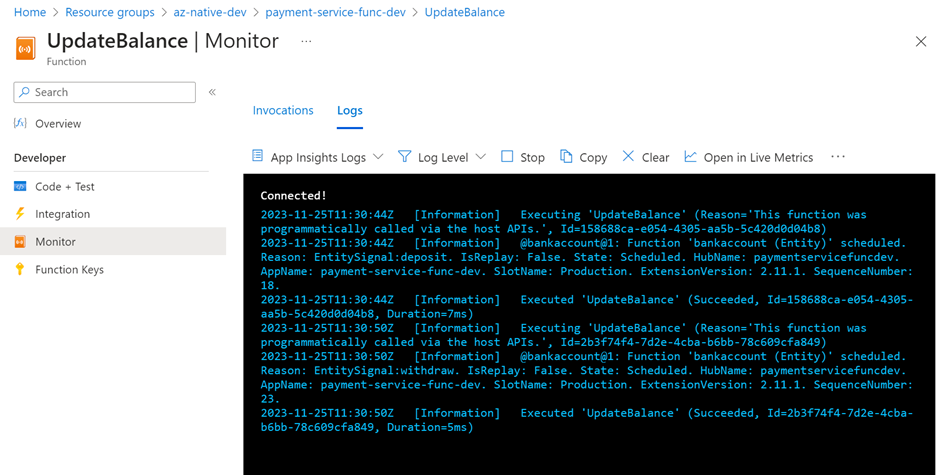 Home > Resource groups > az-native-dev > payment-service-func-dev > UpdateBalance
UpdateBalance | Monitor ...
Function
Search
«
Overview
Developer
Code + Test
Integration
Monitor
Function Keys
Invocations Logs
App Insights Logs Log Level Stop Copy Clear Open in Live Metrics ...
Connected!
2023-11-25T11:30:44Z [Information] Executing 'UpdateBalance' (Reason='This function was
programmatically called via the host APIs.', Id=158688ca-e054-4305-aa5b-5c420d0d04b8)
2023-11-25T11:30:44Z [Information] @bankaccount@1: Function 'bankaccount (Entity)' scheduled.
Reason: EntitySignal:deposit. IsReplay: False. State: Scheduled. HubName: paymentservicefuncdev.
AppName: payment-service-func-dev. SlotName: Production. ExtensionVersion: 2.11.1. SequenceNumber:
18.
2023-11-25T11:30:44Z [Information] Executed 'UpdateBalance' (Succeeded, Id=158688ca-e054-4305-
aa5b-5c420d0d04b8, Duration=7ms)
2023-11-25T11:30:50Z [Information] Executing 'UpdateBalance' (Reason='This function was
programmatically called via the host APIs.', Id=2b3f74f4-7d2e-4cba-b6bb-78c609cfa849)
2023-11-25T11:30:50Z [Information] @bankaccount@1: Function 'bankaccount (Entity)' scheduled.
Reason: EntitySignal:withdraw. IsReplay: False. State: Scheduled. HubName: paymentservicefuncdev.
AppName: payment-service-func-dev. SlotName: Production. ExtensionVersion: 2.11.1. SequenceNumber:
23.
2023-11-25T11:30:50Z [Information] Executed 'UpdateBalance' (Succeeded, Id=2b3f74f4-7d2e-4cba-
b6bb-78c609cfa849, Duration=5ms)